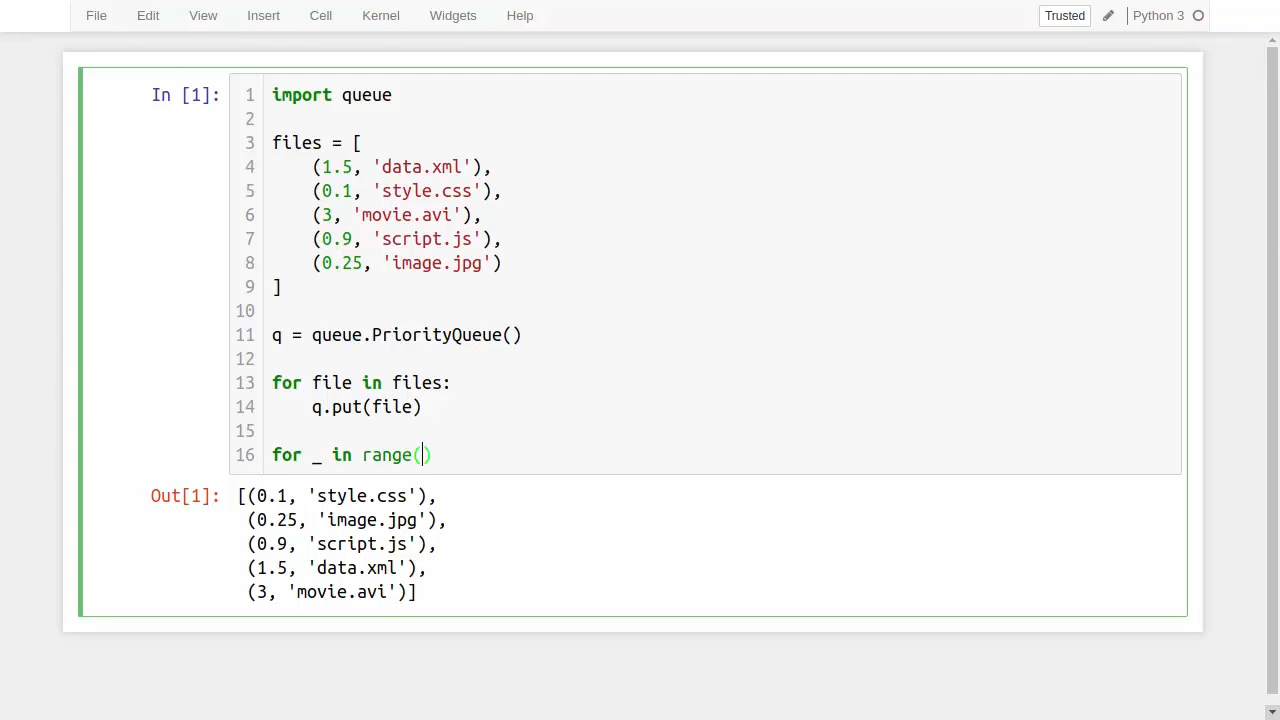 File Edit View Insert Cell Kernel Widgets Help Trusted Python 3
In [1]:
1 import queue
2
3 files = [
4     (1.5, 'data.xml'),
5     (0.1, 'style.css'),
6     (3, 'movie.avi'),
7     (0.9, 'script.js'),
8     (0.25, 'image.jpg')
9 ]
10
11 q = queue.PriorityQueue()
12
13 for file in files:
14     q.put(file)
15
16 for _ in range()
Out[1]: [(0.1, 'style.css'),
 (0.25, 'image.jpg'),
 (0.9, 'script.js'),
 (1.5, 'data.xml'),
 (3, 'movie.avi')]